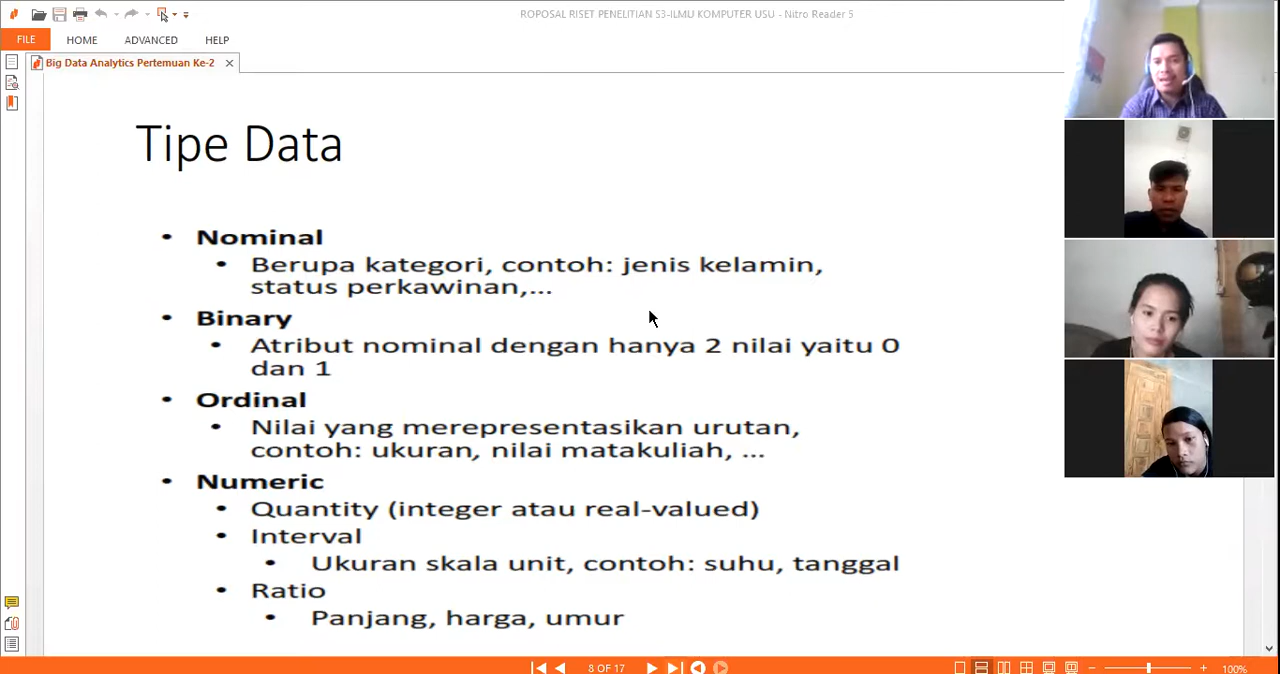 ROPOSAL RISET PENELITIAN S3-ILMU KOMPUTER USU - Nitro Reader 5
FILE HOME ADVANCED HELP
Big Data Analytics Pertemuan Ke-2
Tipe Data
• Nominal
• Berupa kategori, contoh: jenis kelamin,
status perkawinan,...
• Binary
• Atribut nominal dengan hanya 2 nilai yaitu 0
dan 1
• Ordinal
• Nilai yang merepresentasikan urutan,
contoh: ukuran, nilai matakuliah, ...
• Numeric
• Quantity (integer atau real-valued)
• Interval
• Ukuran skala unit, contoh: suhu, tanggal
• Ratio
• Panjang, harga, umur
8 OF 17
100%